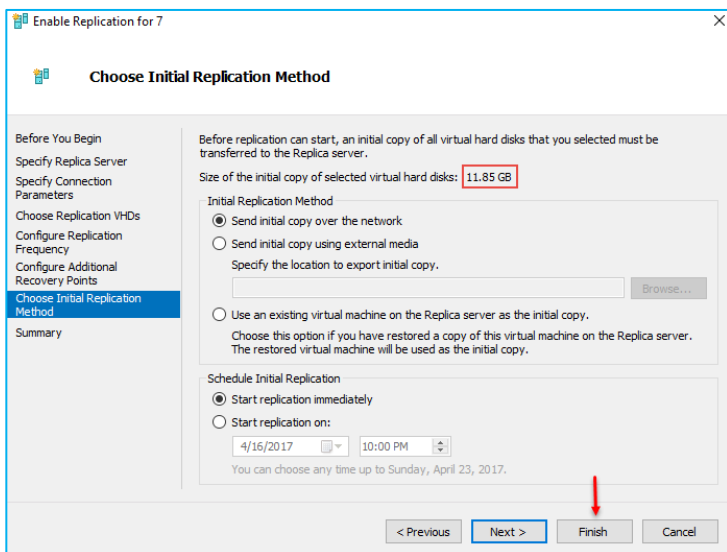 Enable Replication for 7
Choose Initial Replication Method
Before You Begin
Specify Replica Server
Specify Connection
Parameters
Choose Replication VHDs
Configure Replication
Frequency
Configure Additional
Recovery Points
Choose Initial Replication
Method
Summary
Before replication can start, an initial copy of all virtual hard disks that you selected must be
transferred to the Replica server.
Size of the initial copy of selected virtual hard disks: 11.85 GB
Initial Replication Method
Send initial copy over the network
Send initial copy using external media
Specify the location to export initial copy.
Browse...
Use an existing virtual machine on the Replica server as the initial copy.
Choose this option if you have restored a copy of this virtual machine on the Replica server.
The restored virtual machine will be used as the initial copy.
Schedule Initial Replication
Start replication immediately
Start replication on:
4/16/2017 10:00 PM
You can choose any time up to Sunday, April 23, 2017.
< Previous Next > Finish Cancel